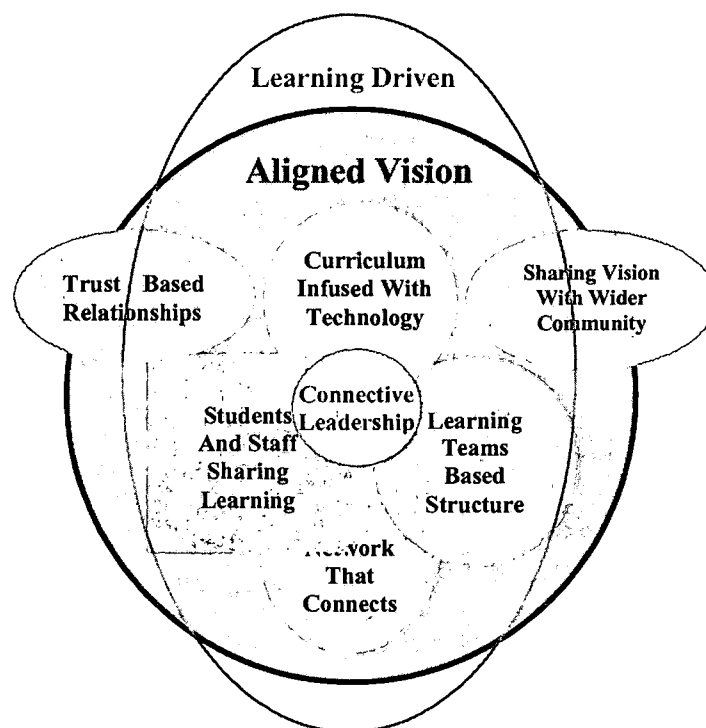 Learning Driven
Aligned Vision
Trust Based
Relationships
Curriculum
Infused With
Technology
Sharing Vision
With Wider
Community
Connective
Leadership
Students
And Staff
Sharing
Learning
Learning
Teams
Based
Structure
Network
That
Connects